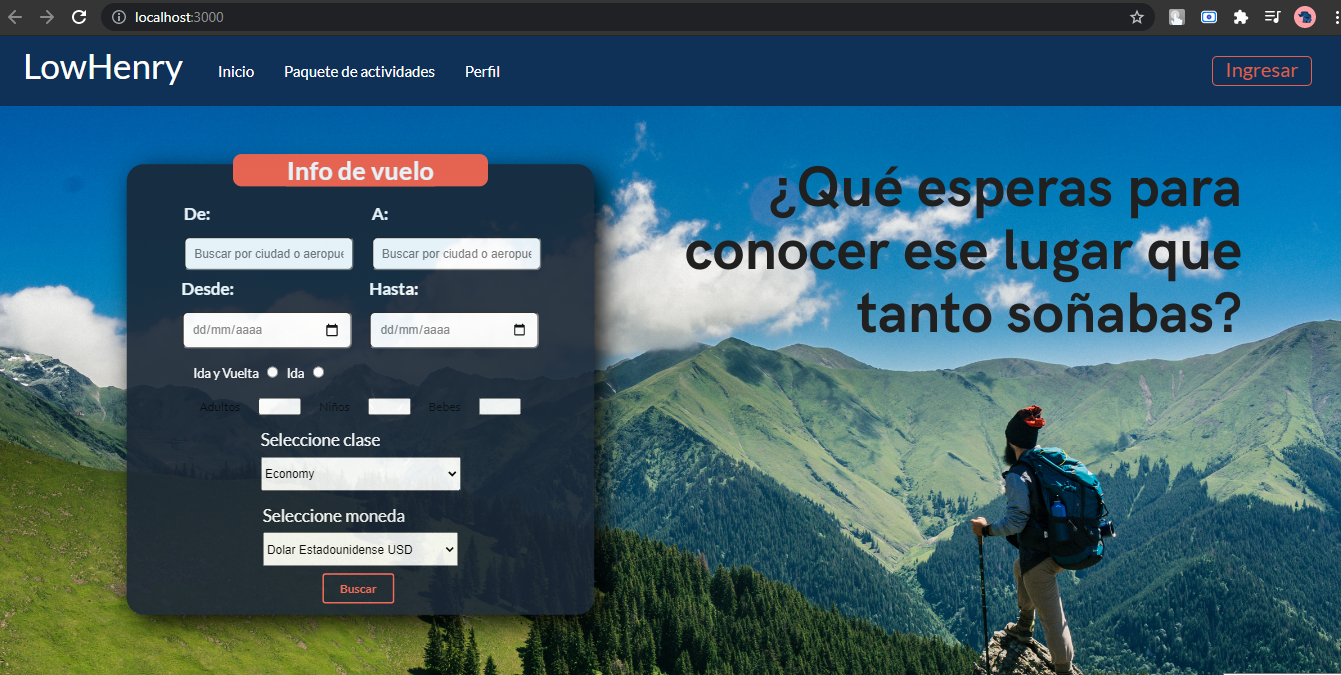 localhost:3000
LowHenry Inicio Paquete de actividades Perfil Ingresar
Info de vuelo
De: A:
Buscar por ciudad o aeropue Buscar por ciudad o aeropue
Desde: Hasta:
dd/mm/aaaa dd/mm/aaaa
Ida y Vuelta Ida
Adultos Niños Bebes
Seleccione clase
Economy
Seleccione moneda
Dolar Estadounidense USD
Buscar
¿Qué esperas para
conocer ese lugar que
tanto soñabas?